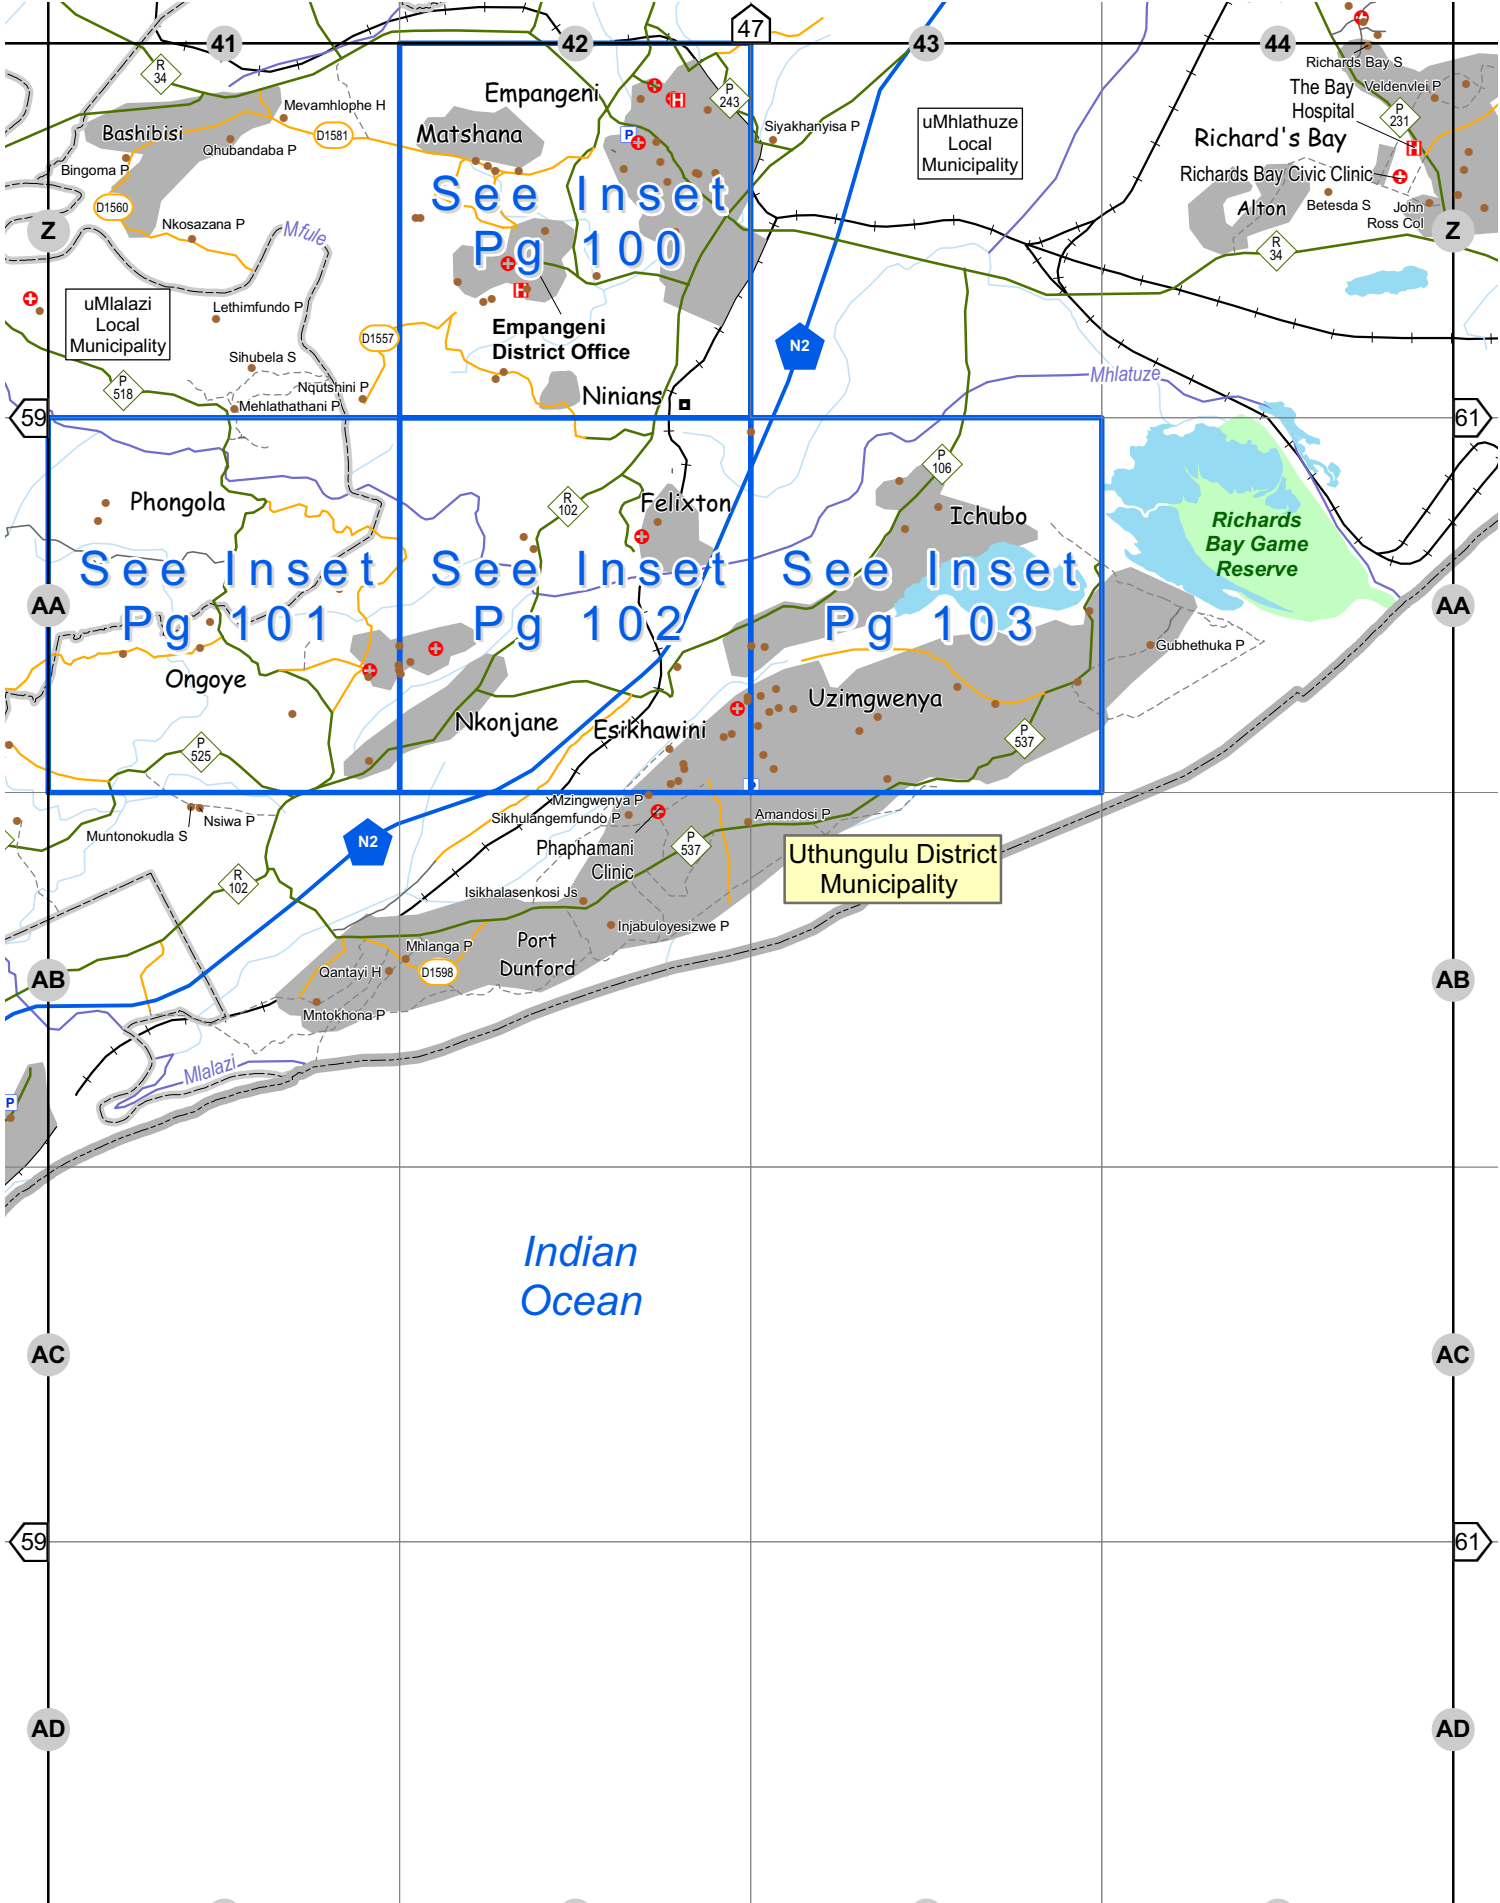 47
41
42
43
44
R
34
Empangeni
P
243
Mevamhlophe H
Bashibisi
D1581
Matshana
P
Siyakhanyisa P
Qhubandaba P
Bingoma P
uMhlathuze
Local
Municipality
Richards Bay S
The Bay
Hospital
Veldenvlei P
P
231
Richard's Bay
H
H
Richards Bay Civic Clinic
Alton
Betesda S
John
Ross Col
See Inset
Pg 100
D1560
Nkosazana P
Mfule
Z
Z
R
34
H
uMlalazi
Local
Municipality
Lethimfundo P
Empangeni
District Office
D1557
N2
Sihubela S
Nqutshini P
Mehlathathani P
P
518
Ninians
Mhlatuze
59
61
P
106
Phongola
R
102
Felixton
Ichubo
Richards
Bay Game
Reserve
See Inset
Pg 101
See Inset
Pg 102
See Inset
Pg 103
AA
AA
Gubhethuka P
Ongoye
Nkonjane
Esikhawini
Uzimgwenya
P
525
P
537
P
Mzingwenya P
Sikhulangemfundo P
Amandosi P
Nsiwa P
Muntonokudla S
N2
Phaphamani
Clinic
P
537
Uthungulu District
Municipality
R
102
Isikhalasenkosi Js
Injabuloyesizwe P
Port
Dunford
Mhlanga P
Qantayi H
D1598
Mntokhona P
AB
AB
Mlalazi
P
Indian
Ocean
AC
AC
59
61
AD
AD